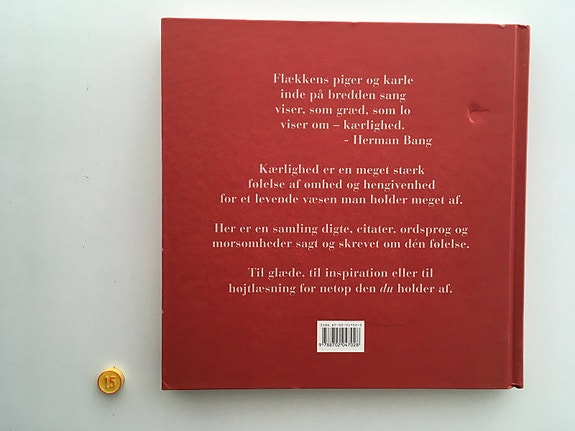 Flækkens piger og karle
inde på bredden sang
viser, som græd, som lo
viser om – kærlighed.
- Herman Bang
Kærlighed er en meget stærk
følelse af ømhed og hengivenhed
for et levende væsen man holder meget af.
Her er en samling digte, citater, ordsprog og
morsomheder sagt og skrevet om dén følelse.
Til glæde, til inspiration eller til
højtlæsning for netop den du holder af.
9 788702 047028
15